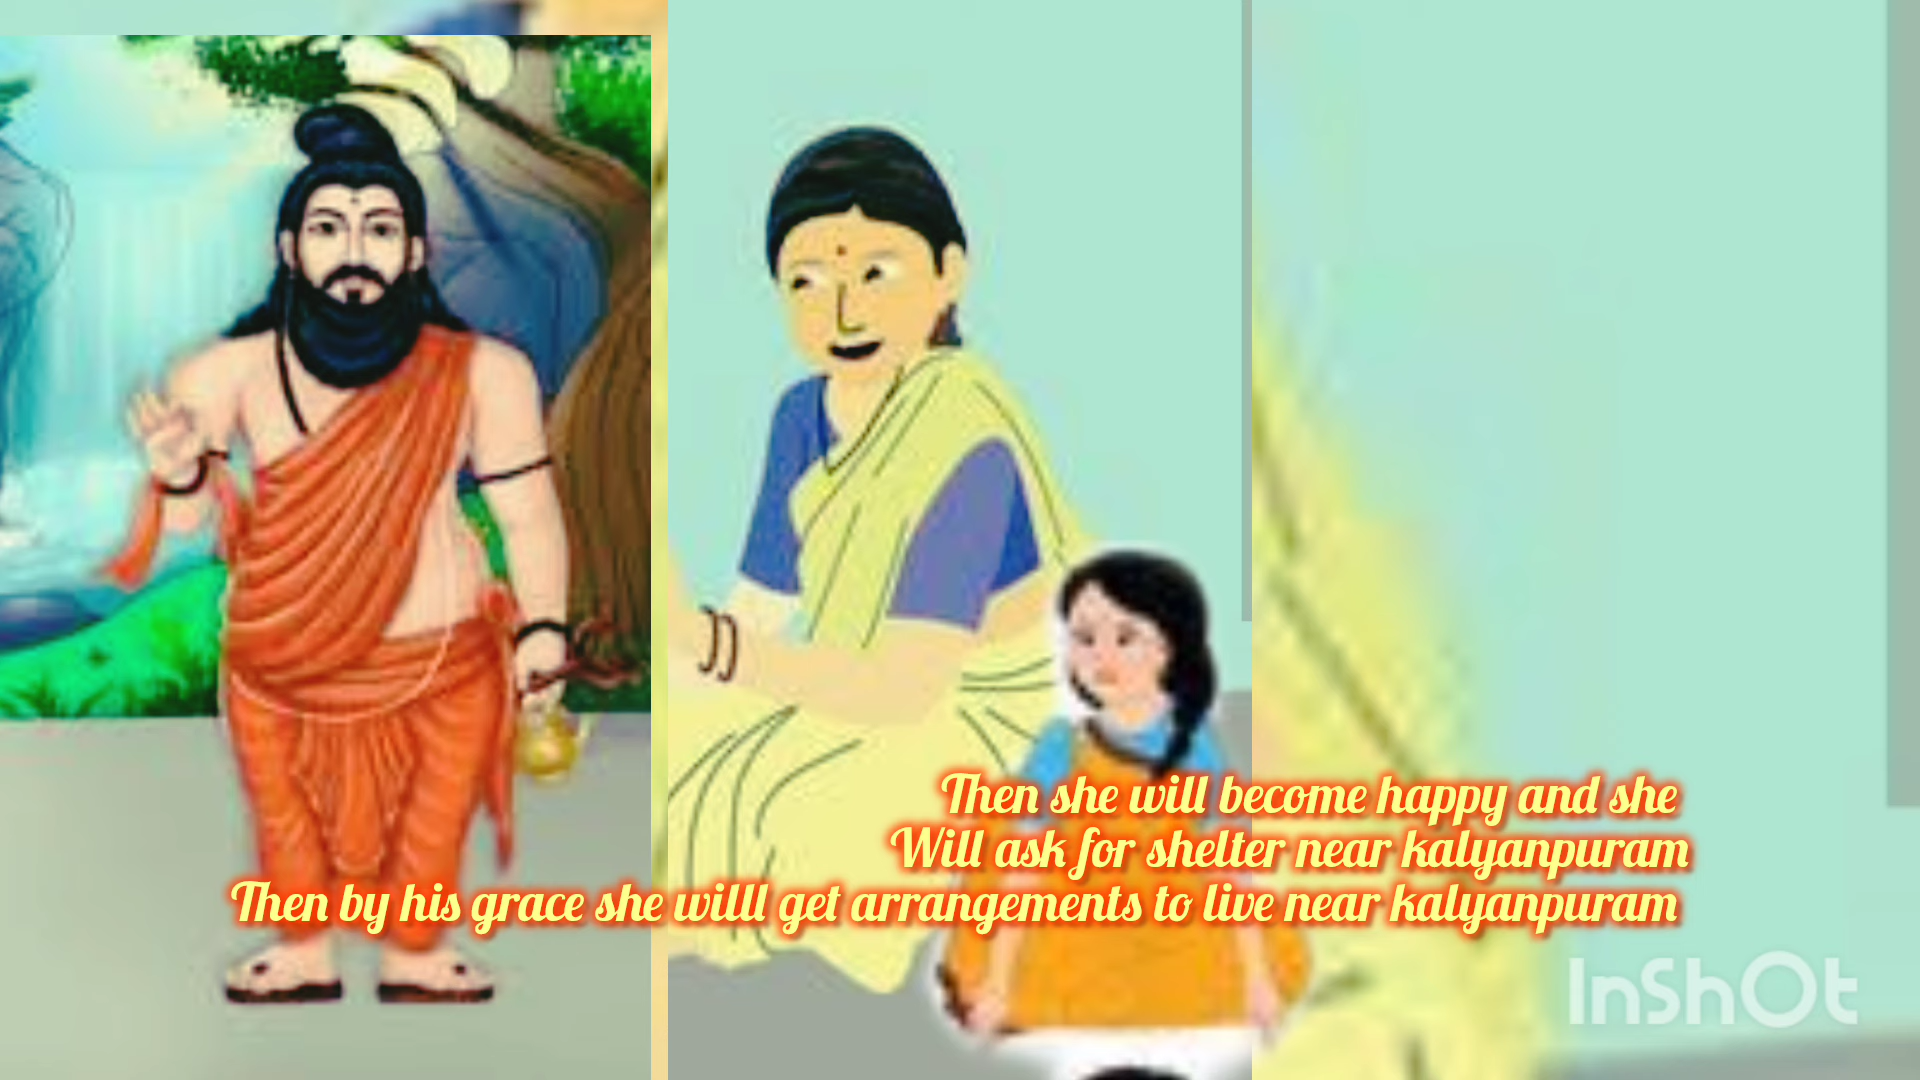 Then she will become happy and she
Will ask for shelter near kalyanpuram
Then by his grace she willl get arrangements to live near kalyanpuram
InShOt